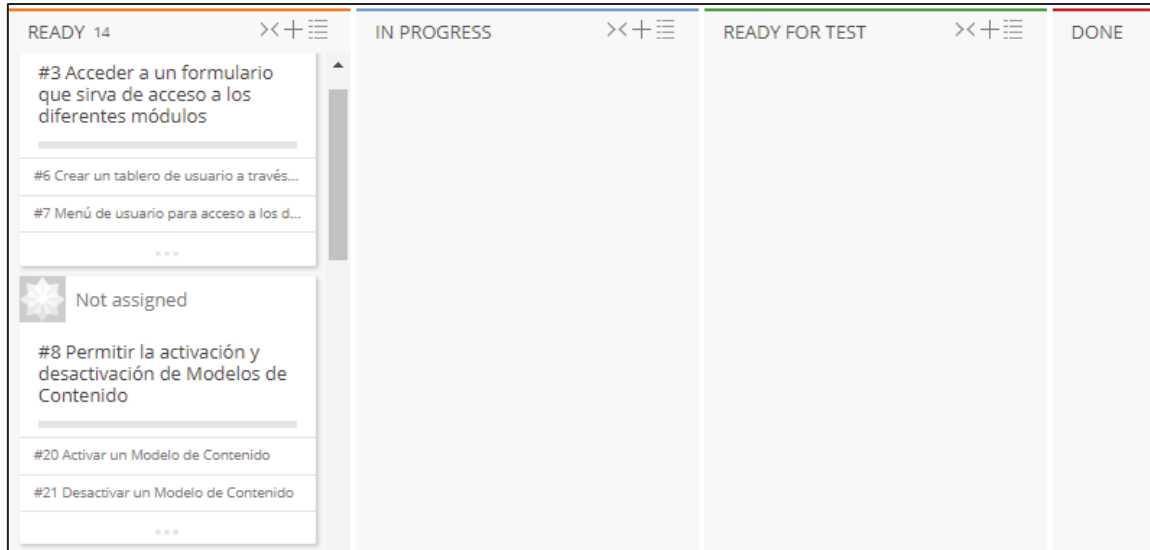 READY 14
#3 Acceder a un formulario
que sirva de acceso a los
diferentes módulos
#6 Crear un tablero de usuario a través...
#7 Menú de usuario para acceso a los d...
...
Not assigned
#8 Permitir la activación y
desactivación de Modelos de
Contenido
#20 Activar un Modelo de Contenido
#21 Desactivar un Modelo de Contenido
...
IN PROGRESS
READY FOR TEST
DONE